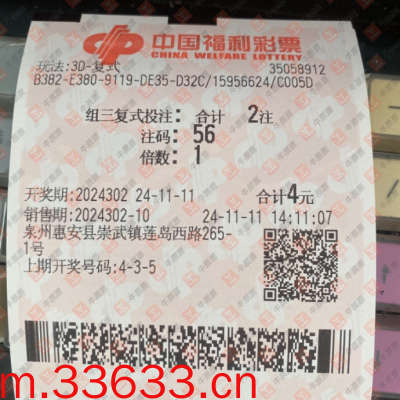 中国福利彩票
CHINA WELFARE LOTTERY
玩法:3D-复式 35058912
B382-E380-9119-DE35-D32C/15956624/C005D
组三复式投注: 合计 2注
注码: 56
倍数: 1
开奖期:2024302 24-11-11 合计4元
销售期:2024302-10 24-11-11 14:11:07
泉州惠安县崇武镇莲岛西路265-
1号
上期开奖号码:4-3-5
m.33633.cn